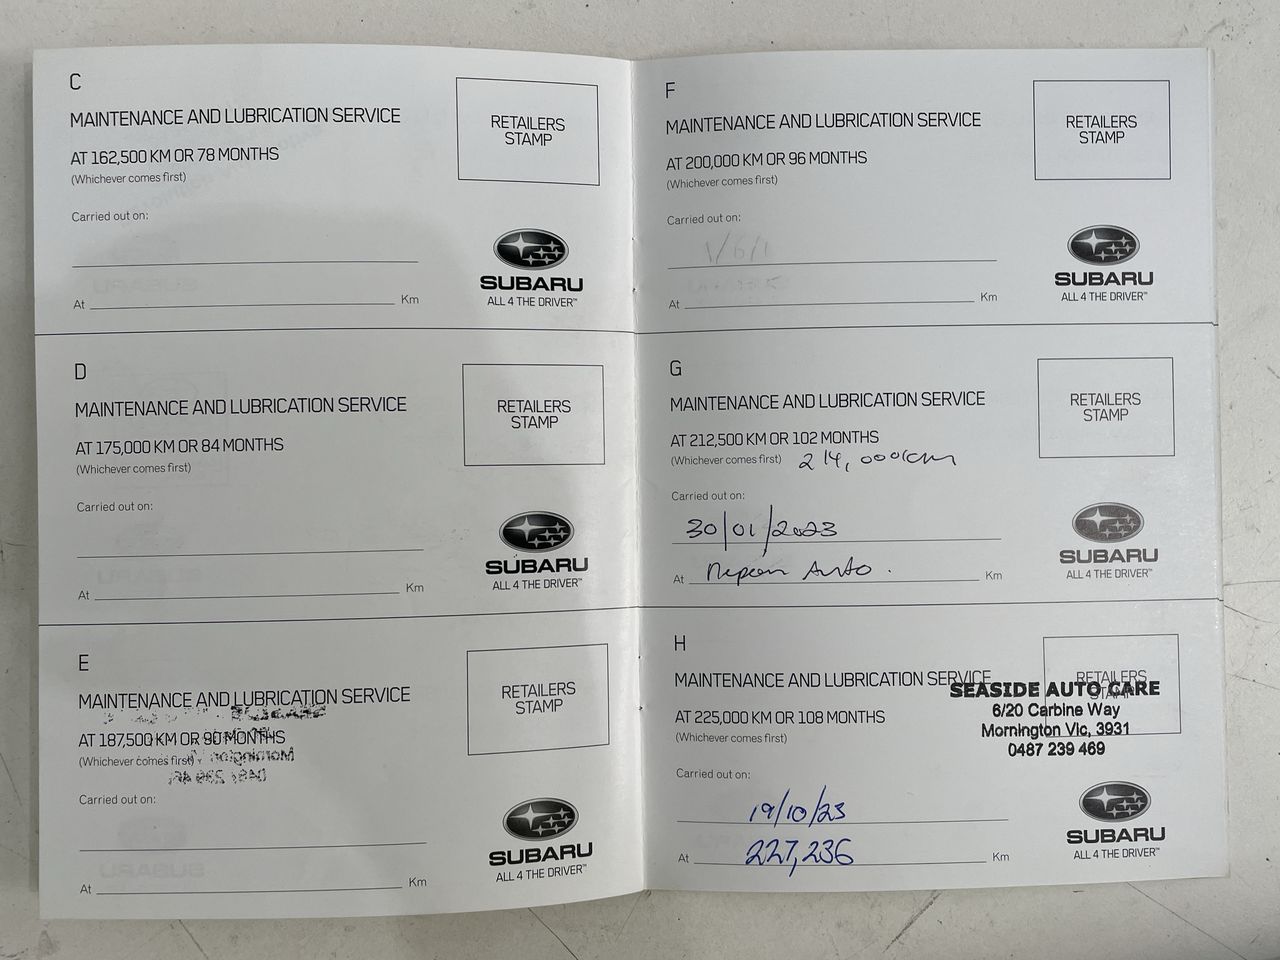 C
MAINTENANCE AND LUBRICATION SERVICE
AT 162,500 KM OR 78 MONTHS
(Whichever comes first)
RETAILERS
STAMP
Carried out on:
SUBARU
ALL 4 THE DRIVER™
At Km
D
MAINTENANCE AND LUBRICATION SERVICE
AT 175,000 KM OR 84 MONTHS
(Whichever comes first)
RETAILERS
STAMP
Carried out on:
SUBARU
ALL 4 THE DRIVER™
At Km
E
MAINTENANCE AND LUBRICATION SERVICE
AT 187,500 KM OR 90 MONTHS
(Whichever comes first)
RETAILERS
STAMP
Carried out on:
SUBARU
ALL 4 THE DRIVER™
At Km
F
MAINTENANCE AND LUBRICATION SERVICE
AT 200,000 KM OR 96 MONTHS
(Whichever comes first)
RETAILERS
STAMP
Carried out on:
SUBARU
ALL 4 THE DRIVER™
At Km
G
MAINTENANCE AND LUBRICATION SERVICE
AT 212,500 KM OR 102 MONTHS
(Whichever comes first) 214,000km
RETAILERS
STAMP
Carried out on:
30/01/2023
SUBARU
ALL 4 THE DRIVER™
At Auto. Km
H
MAINTENANCE AND LUBRICATION SERVICE
AT 225,000 KM OR 108 MONTHS
(Whichever comes first)
RETAILERS
STAMP
SEASIDE AUTO CARE
6/20 Carbine Way
Mornington Vic, 3931
0487 239 469
Carried out on:
19/10/23
SUBARU
ALL 4 THE DRIVER™
At 227,236 Km